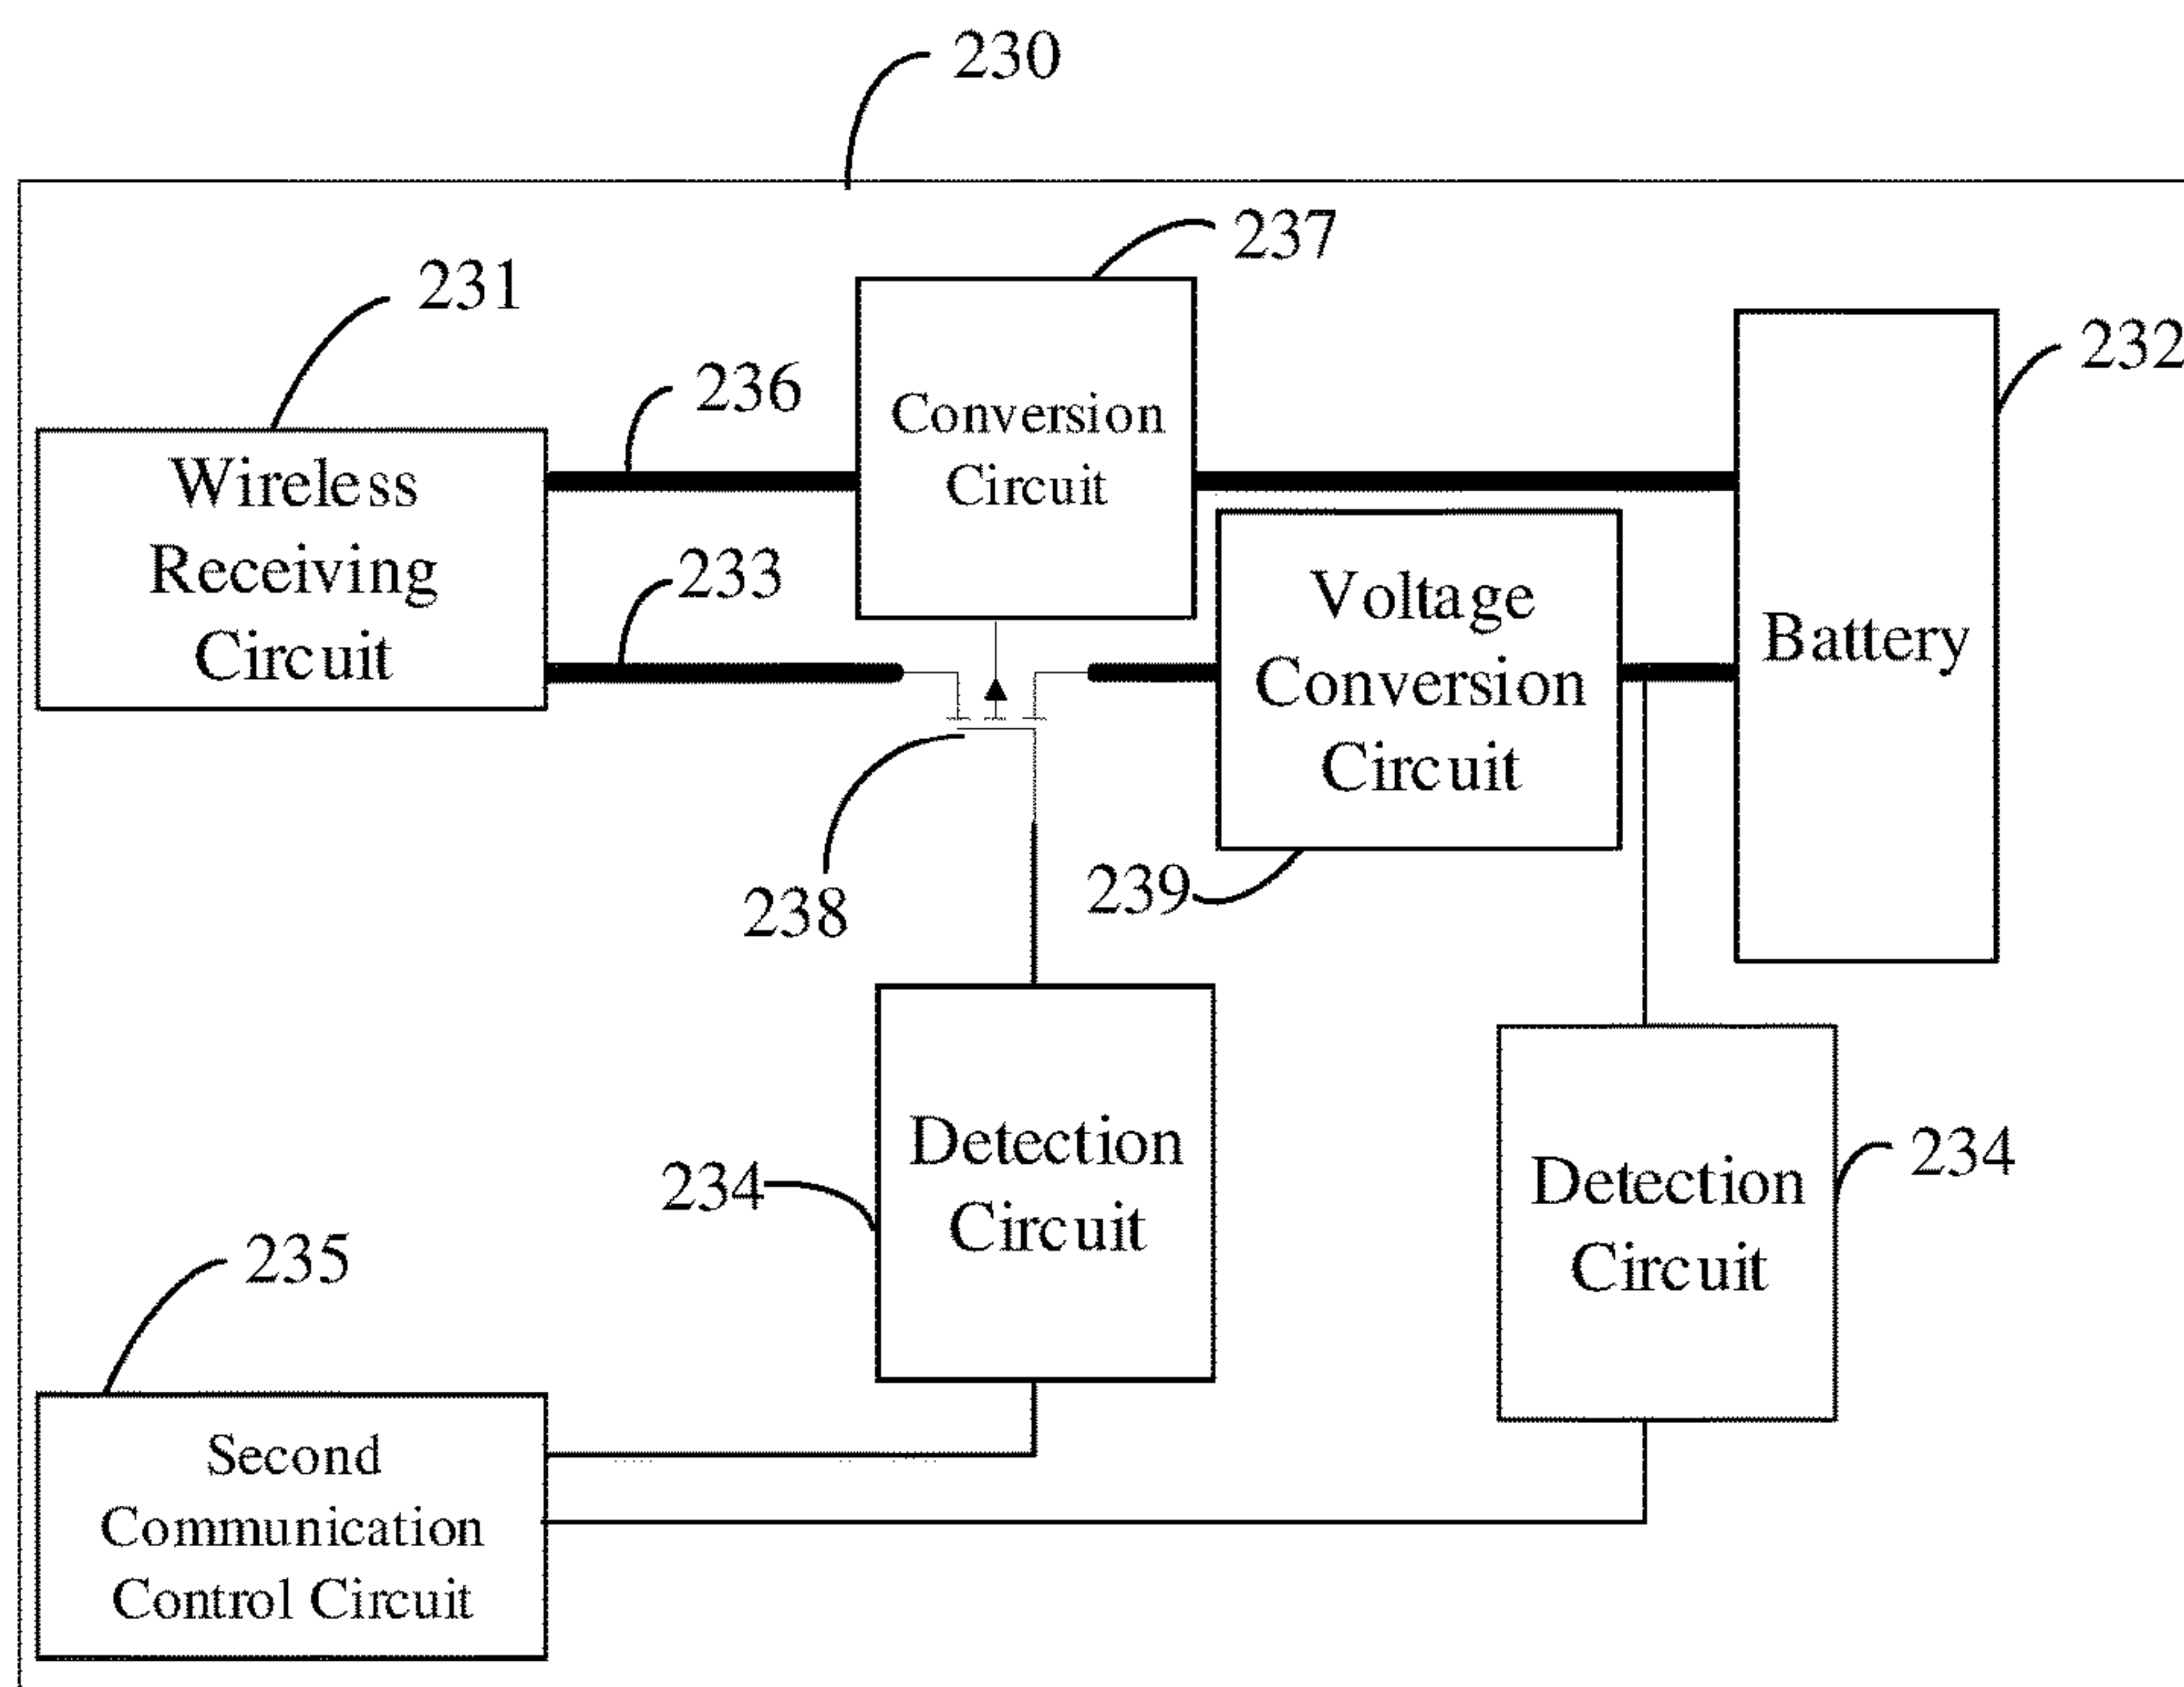 230
237
231
232
236
Conversion
Circuit
Wireless
Receiving
Circuit
233
Voltage
Conversion
Circuit
Battery
238
239
Detection
Circuit
234
Detection
Circuit
234
235
Second
Communication
Control Circuit